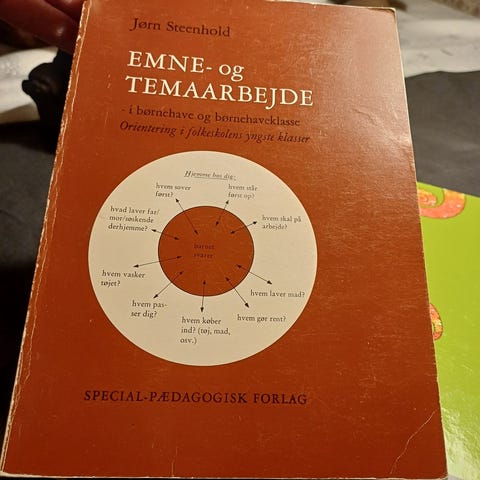 Jørn Steenhold
EMNE- og
TEMAARBEJDE
- i børnehave og børnehaveklasse
Orientering i folkeskolens yngste klasser
Hjemme hos dig:
hvem sover
først?
hvem står
først op?
hvad laver far/
mor/søskende
derhjemme?
hvem skal på
arbejde?
barnet
svarer
hvem vasker
tøjet?
hvem laver mad?
hvem pas-
ser dig?
hvem køber
ind? (tøj, mad,
osv.)
hvem gør rent?
SPECIAL-PÆDAGOGISK FORLAG